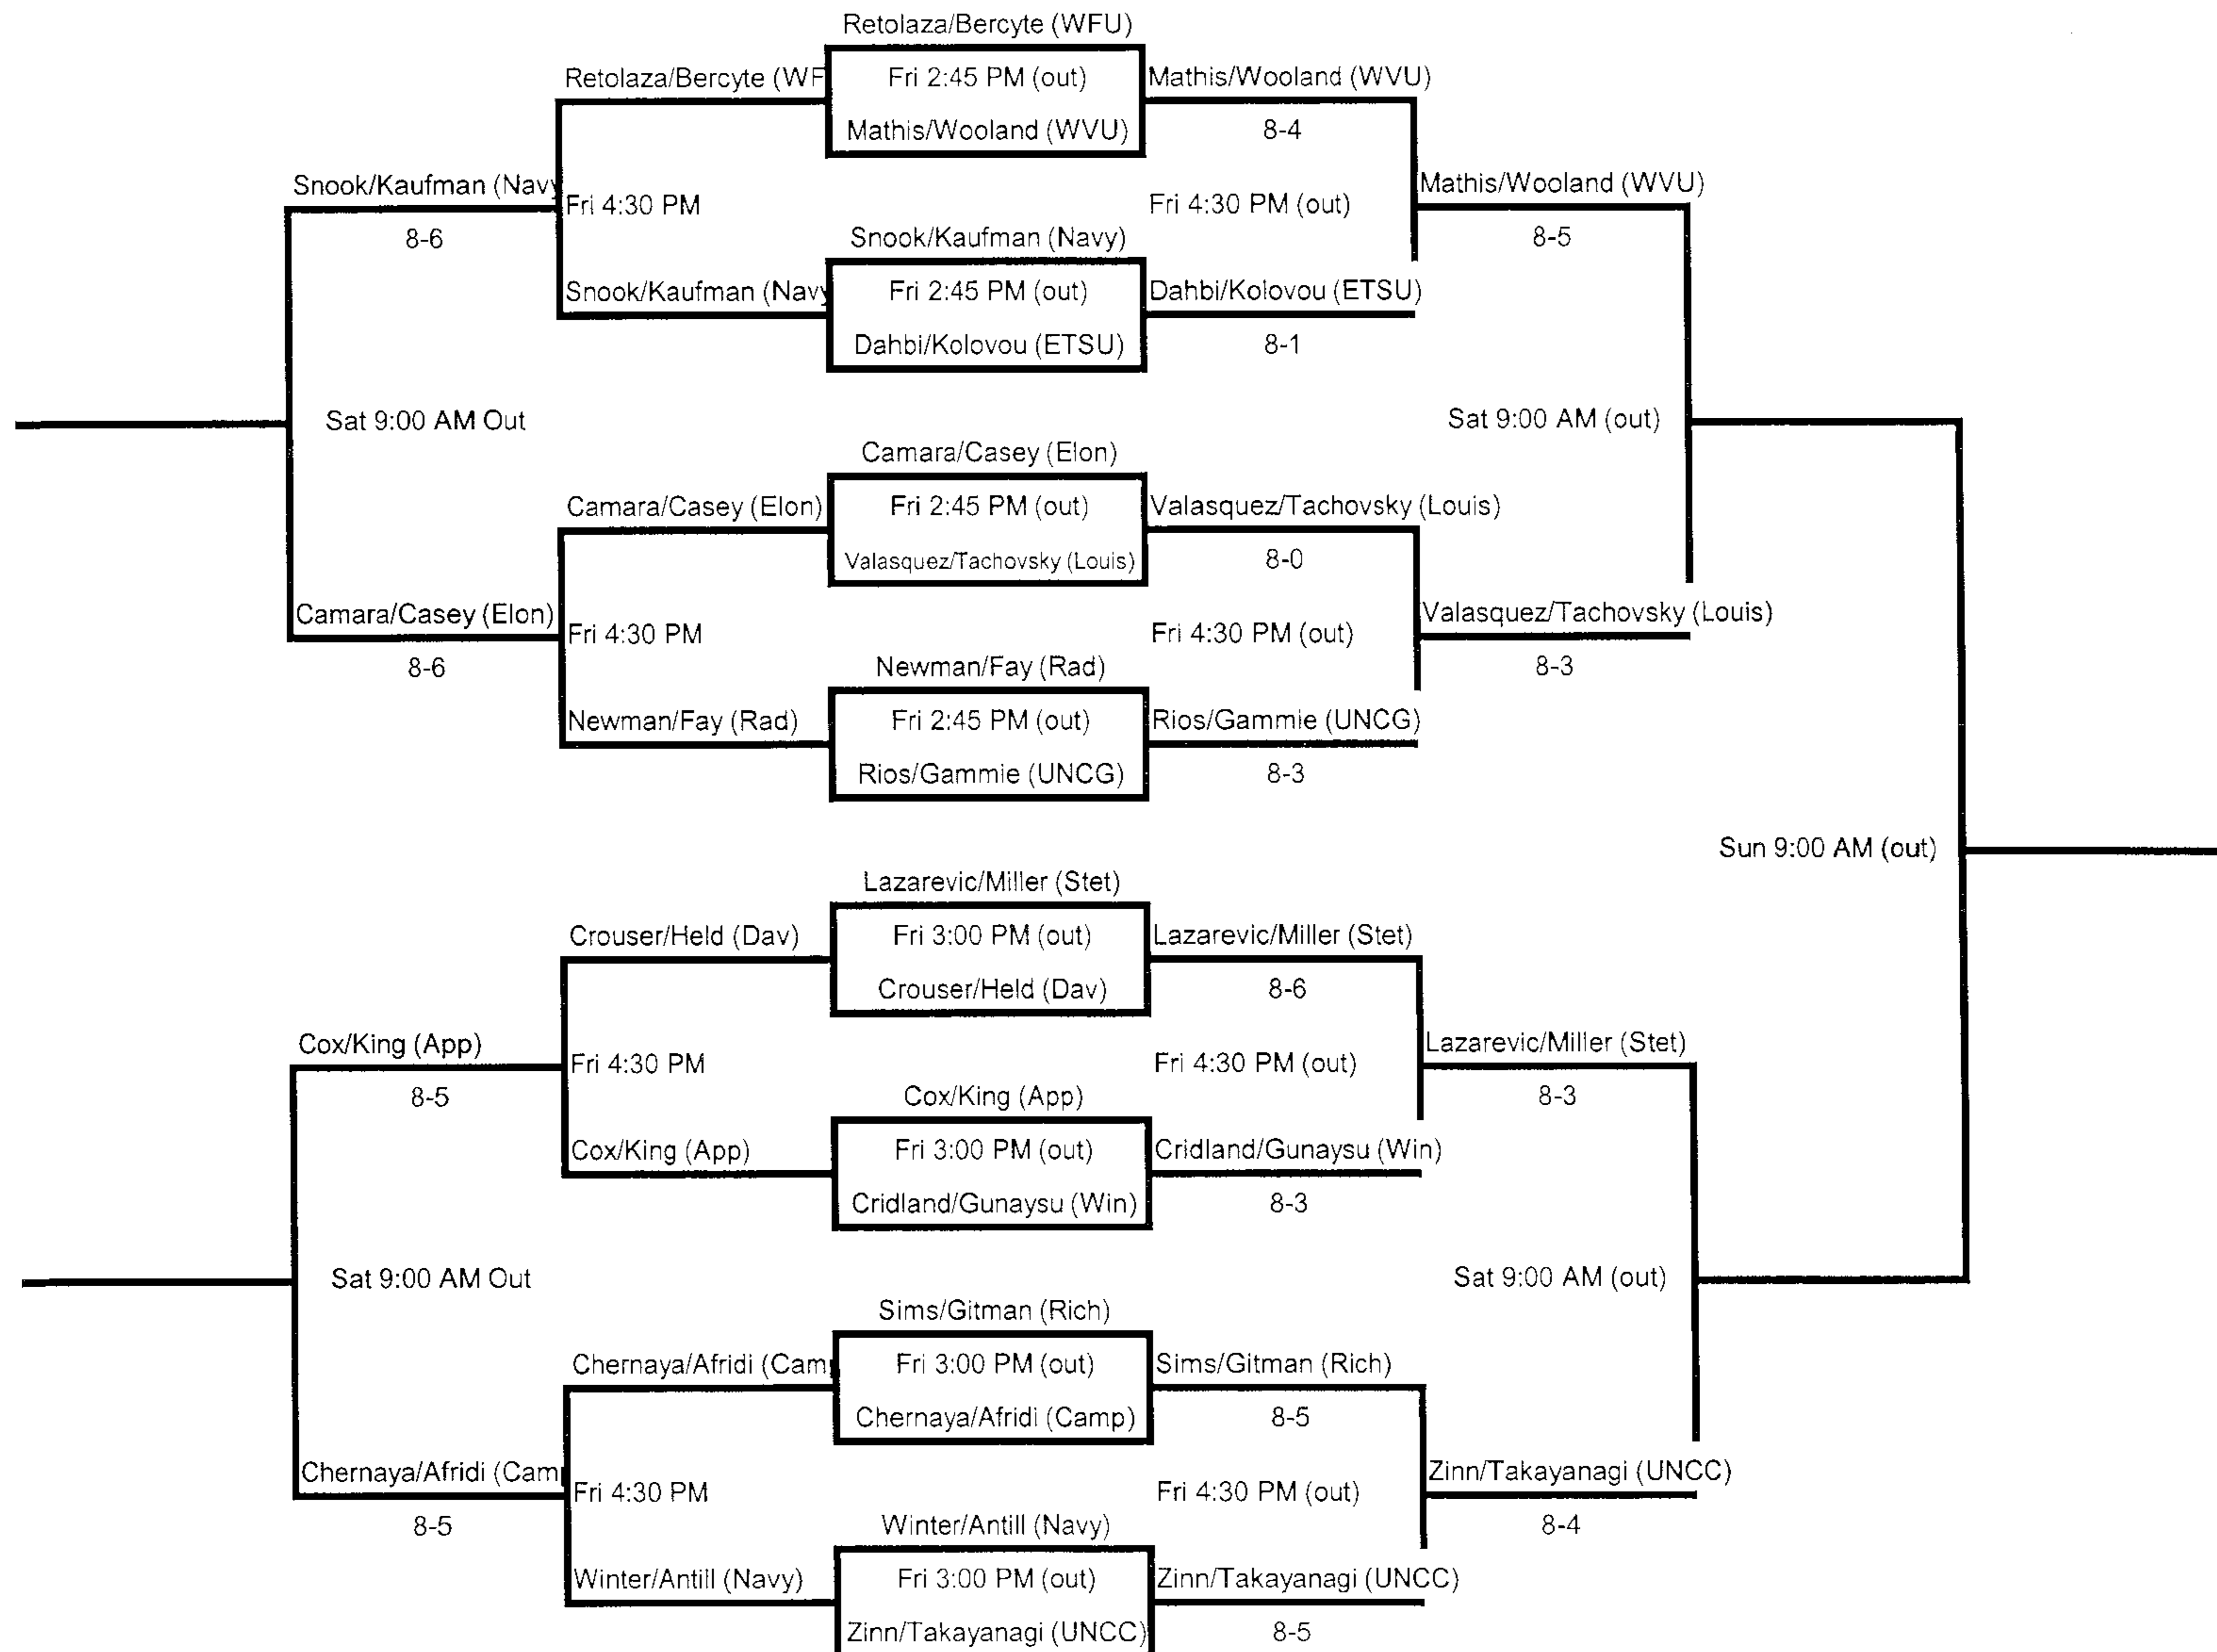 Retolaza/Bercyte (WFU)
Retolaza/Bercyte (WF
Fri 2:45 PM (out)
Mathis/Wooland (WVU)
Mathis/Wooland (WVU)
8-4
Snook/Kaufman (Navy
Fri 4:30 PM
Fri 4:30 PM (out)
Mathis/Wooland (WVU)
8-6
Snook/Kaufman (Navy)
8-5
Snook/Kaufman (Navy
Fri 2:45 PM (out)
Dahbi/Kolovou (ETSU)
Dahbi/Kolovou (ETSU)
8-1
Sat 9:00 AM Out
Sat 9:00 AM (out)
Camara/Casey (Elon)
Camara/Casey (Elon)
Fri 2:45 PM (out)
Valasquez/Tachovsky (Louis)
Valasquez/Tachovsky (Louis)
8-0
Camara/Casey (Elon)
Fri 4:30 PM
Fri 4:30 PM (out)
Valasquez/Tachovsky (Louis)
8-6
Newman/Fay (Rad)
8-3
Newman/Fay (Rad)
Fri 2:45 PM (out)
Rios/Gammie (UNCG)
Rios/Gammie (UNCG)
8-3
Sun 9:00 AM (out)
Lazarevic/Miller (Stet)
Crouser/Held (Dav)
Fri 3:00 PM (out)
Lazarevic/Miller (Stet)
Crouser/Held (Dav)
8-6
Cox/King (App)
Fri 4:30 PM
Fri 4:30 PM (out)
Lazarevic/Miller (Stet)
8-5
Cox/King (App)
8-3
Cox/King (App)
Fri 3:00 PM (out)
Cridland/Gunaysu (Win)
Cridland/Gunaysu (Win)
8-3
Sat 9:00 AM Out
Sat 9:00 AM (out)
Sims/Gitman (Rich)
Chernaya/Afridi (Cam
Fri 3:00 PM (out)
Sims/Gitman (Rich)
Chernaya/Afridi (Camp)
8-5
Chernaya/Afridi (Cam
Fri 4:30 PM
Fri 4:30 PM (out)
Zinn/Takayanagi (UNCC)
8-5
Winter/Antill (Navy)
8-4
Winter/Antill (Navy)
Fri 3:00 PM (out)
Zinn/Takayanagi (UNCC)
Zinn/Takayanagi (UNCC)
8-5